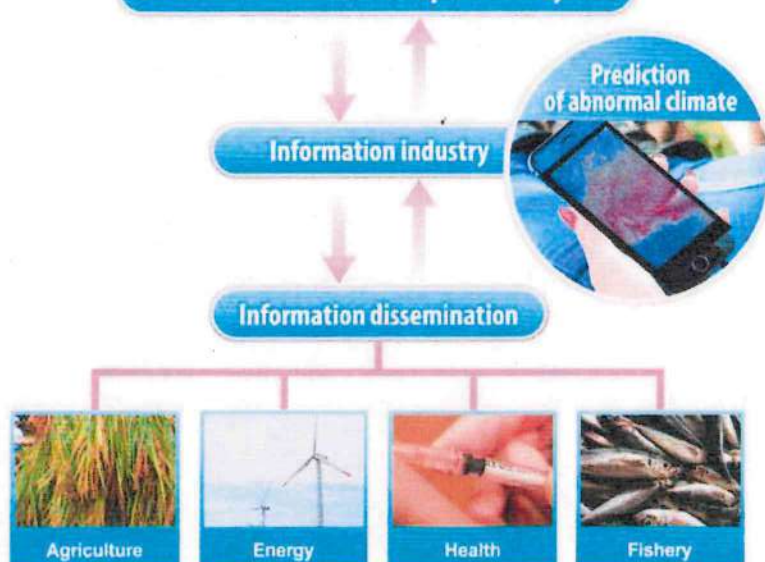 Information industry
Prediction
of abnormal climate
Information dissemination
Agriculture
Energy
Health
Fishery